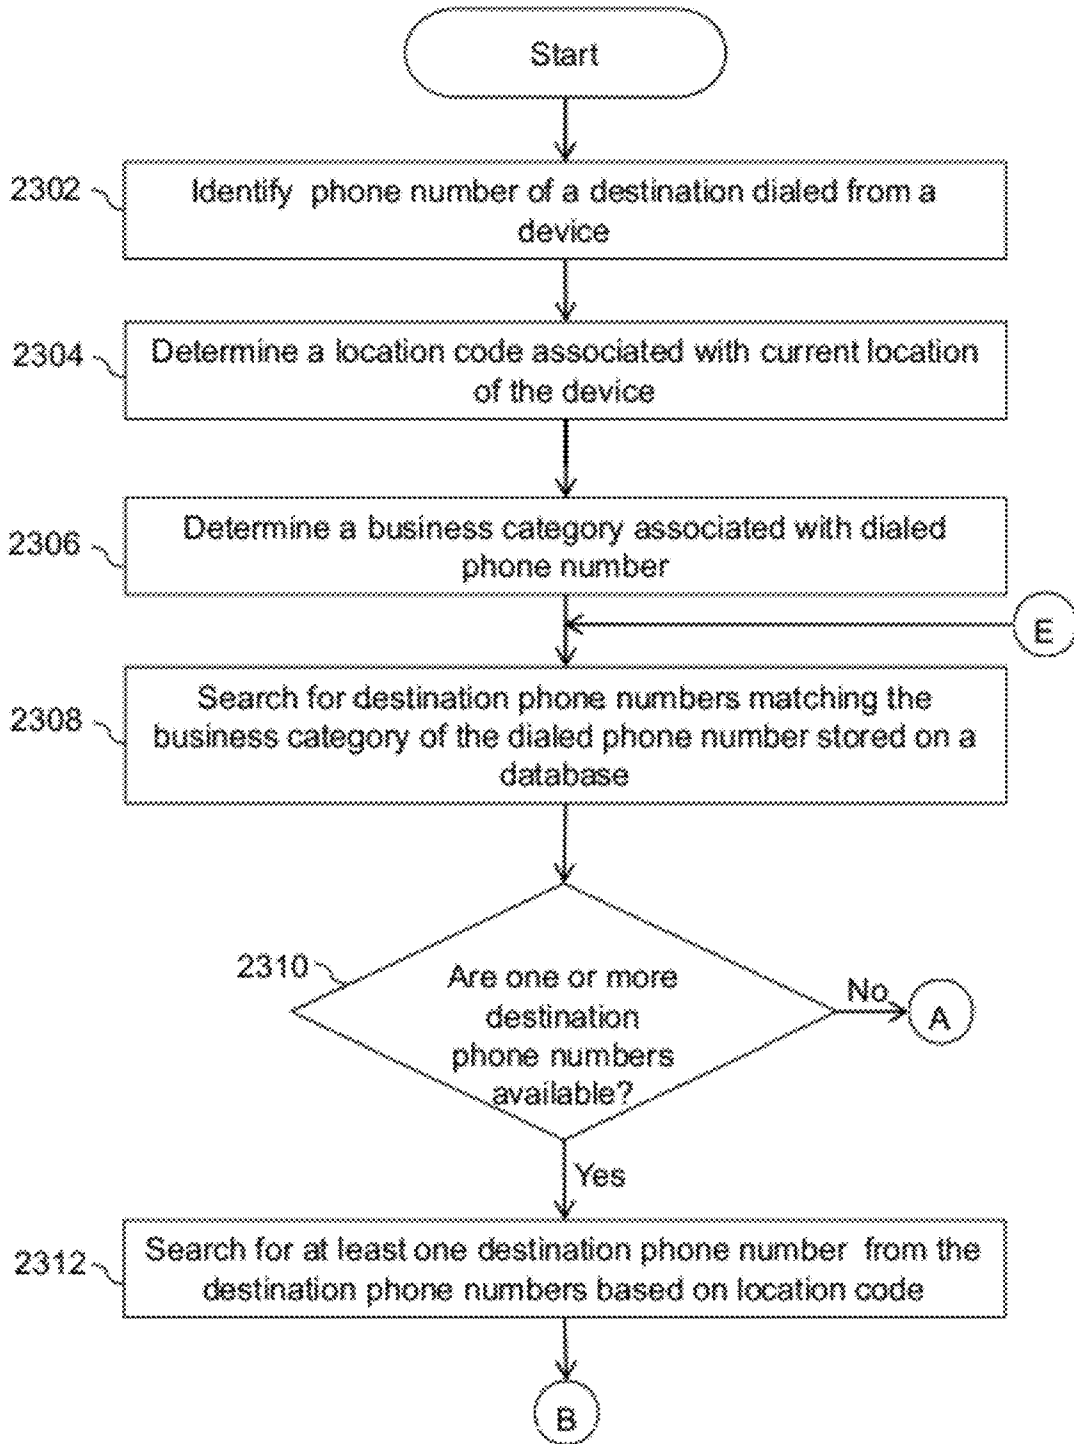 Start
2302
Identify phone number of a destination dialed from a
device
2304
Determine a location code associated with current location
of the device
2306
Determine a business category associated with dialed
phone number
E
2308
Search for destination phone numbers matching the
business category of the dialed phone number stored on a
database
2310
Are one or more
destination
phone numbers
available?
No
A
Yes
2312
Search for at least one destination phone number from the
destination phone numbers based on location code
B